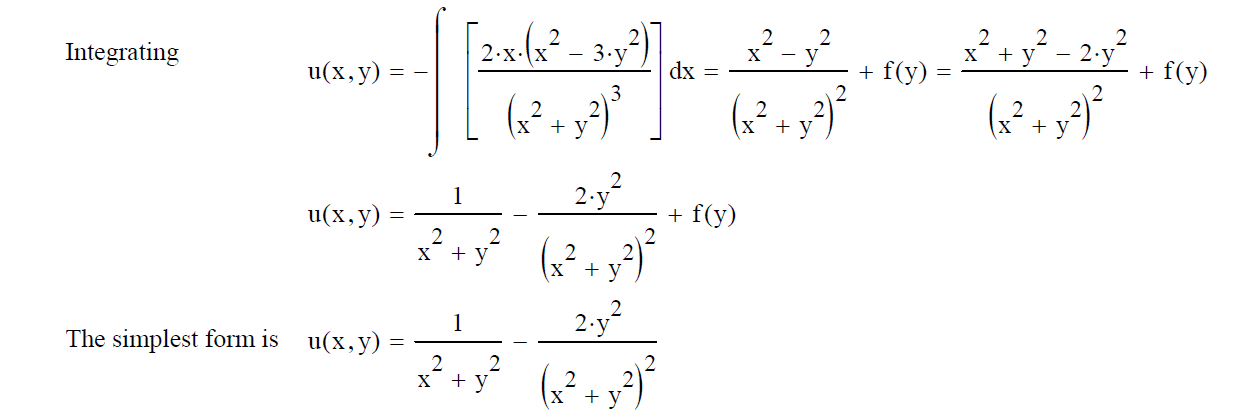 Integrating u(x,y) = −∫ [2·x·(x² − 3·y²) / (x² + y²)³] dx = (x² − y²) / (x² + y²)² + f(y) = (x² + y² − 2·y²) / (x² + y²)² + f(y)
u(x,y) = 1 / (x² + y²) − 2·y² / (x² + y²)² + f(y)
The simplest form is u(x,y) = 1 / (x² + y²) − 2·y² / (x² + y²)²